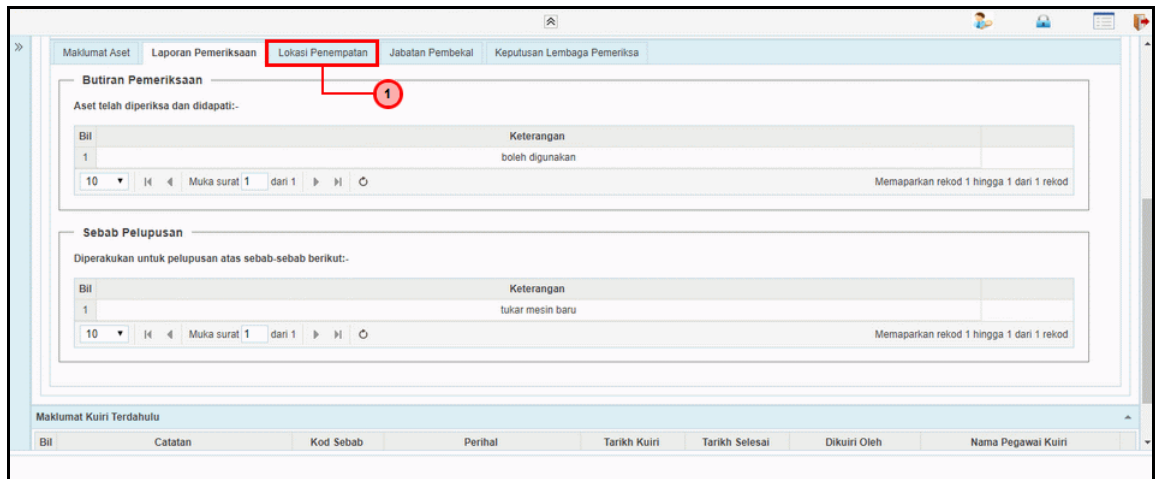 Maklumat Aset Laporan Pemeriksaan Lokasi Penempatan Jabatan Pembekal Keputusan Lembaga Pemeriksa
1
Butiran Pemeriksaan
Aset telah diperiksa dan didapati:-
Bil Keterangan
1 boleh digunakan
10 Muka surat 1 dari 1 Memaparkan rekod 1 hingga 1 dari 1 rekod
Sebab Pelupusan
Diperakukan untuk pelupusan atas sebab-sebab berikut:-
Bil Keterangan
1 tukar mesin baru
10 Muka surat 1 dari 1 Memaparkan rekod 1 hingga 1 dari 1 rekod
Maklumat Kuiri Terdahulu
Bil Catatan Kod Sebab Perihal Tarikh Kuiri Tarikh Selesai Dikuiri Oleh Nama Pegawai Kuiri